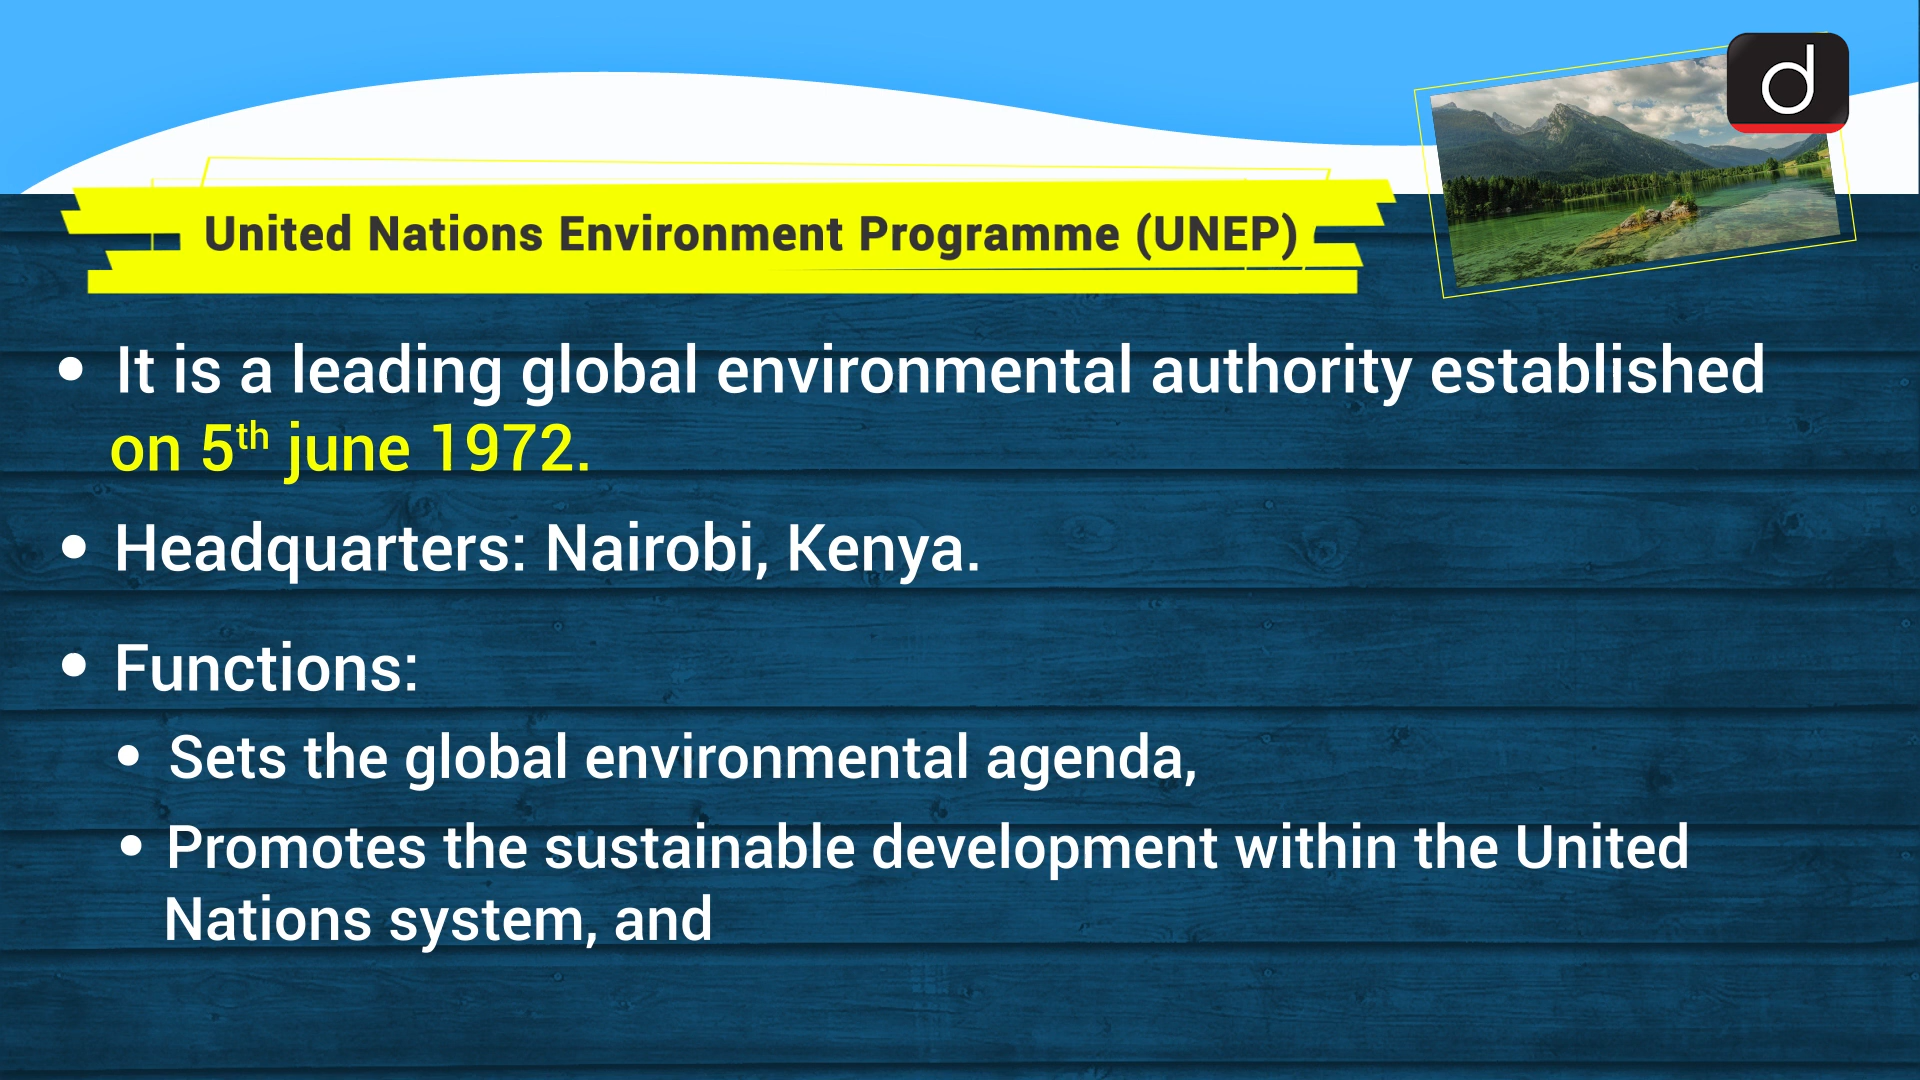 d
United Nations Environment Programme (UNEP)
• It is a leading global environmental authority established
on 5th june 1972.
• Headquarters: Nairobi, Kenya.
• Functions:
• Sets the global environmental agenda,
• Promotes the sustainable development within the United
Nations system, and